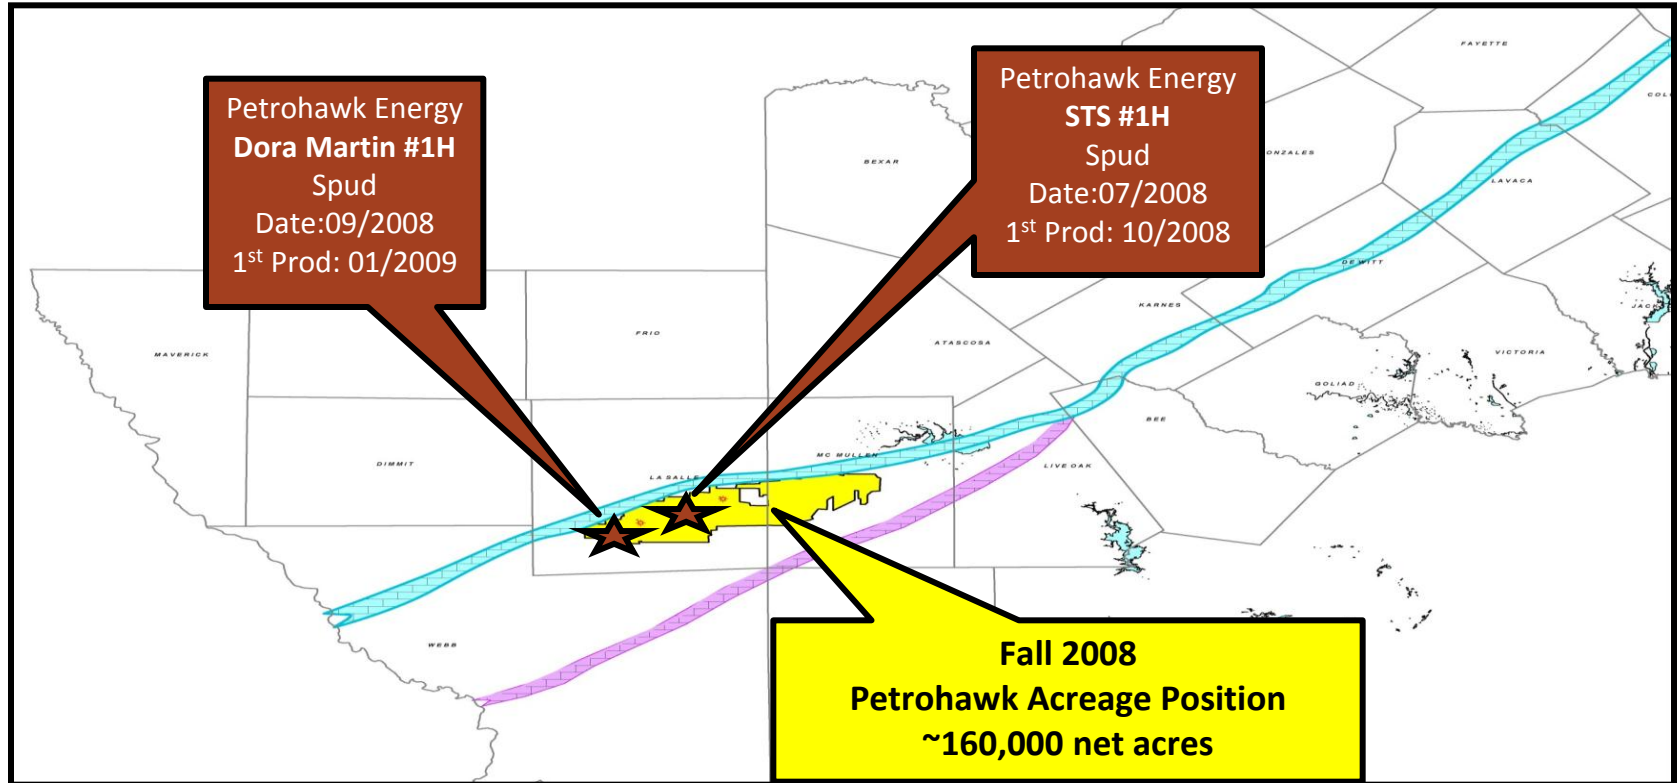 Petrohawk Energy
Dora Martin #1H
Spud
Date:09/2008
1st Prod: 01/2009
Petrohawk Energy
STS #1H
Spud
Date:07/2008
1st Prod: 10/2008
FAYETTE
COLO
BEXAR
ONZALES
LAVACA
DEWITT
JACK
KARNES
VICTORIA
FRIO
ATASCOSA
MAVERICK
GOLIAD
BEE
DIMMIT
LA SALLE
MC MULLEN
LIVE OAK
WEBB
Fall 2008
Petrohawk Acreage Position
~160,000 net acres